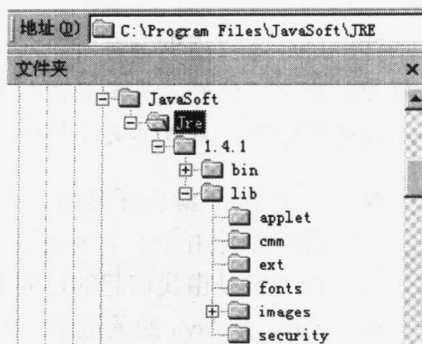 地址(D) C:\Program Files\JavaSoft\JRE
文件夹 ×
JavaSoft
Jre
1.4.1
bin
lib
applet
cmm
ext
fonts
images
security